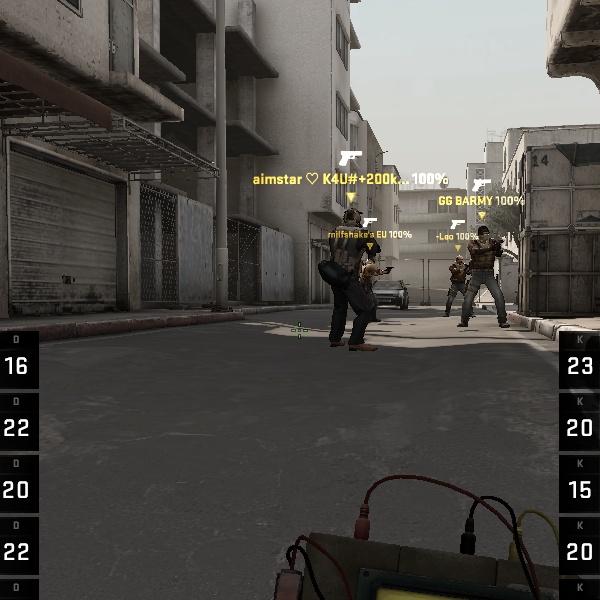 aimstar ♡ K4U#+200k... 100%
GG BARMY 100%
milfshake's EU 100%
-Leo 100%
14
14
D
16
K
23
D
22
K
20
D
20
K
15
D
22
K
20
D
K